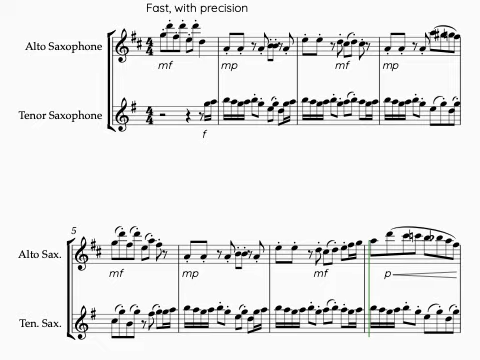 Fast, with precision
Alto Saxophone
mf mp mf mp
Tenor Saxophone
f
5
Alto Sax.
mf mp mf p
Ten. Sax.